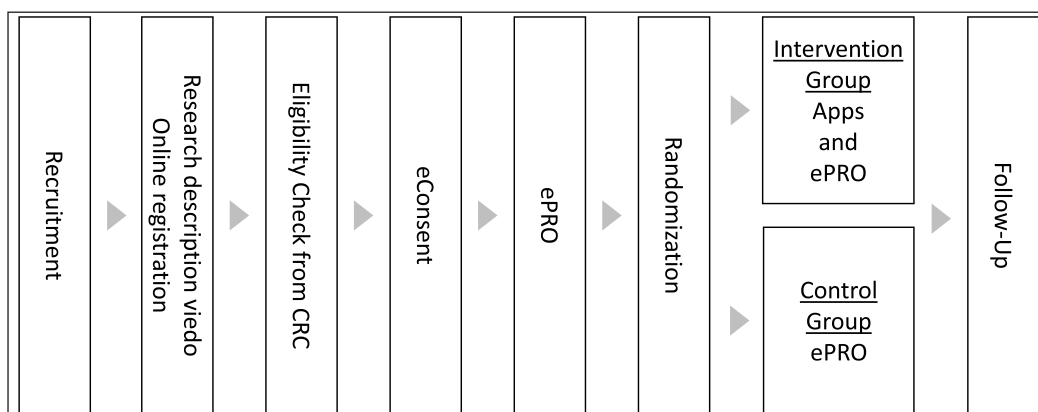 Recruitment
Research description viedo
Online registration
Eligibility Check from CRC
eConsent
ePRO
Randomization
Intervention
Group
Apps
and
ePRO
Control
Group
ePRO
Follow-Up